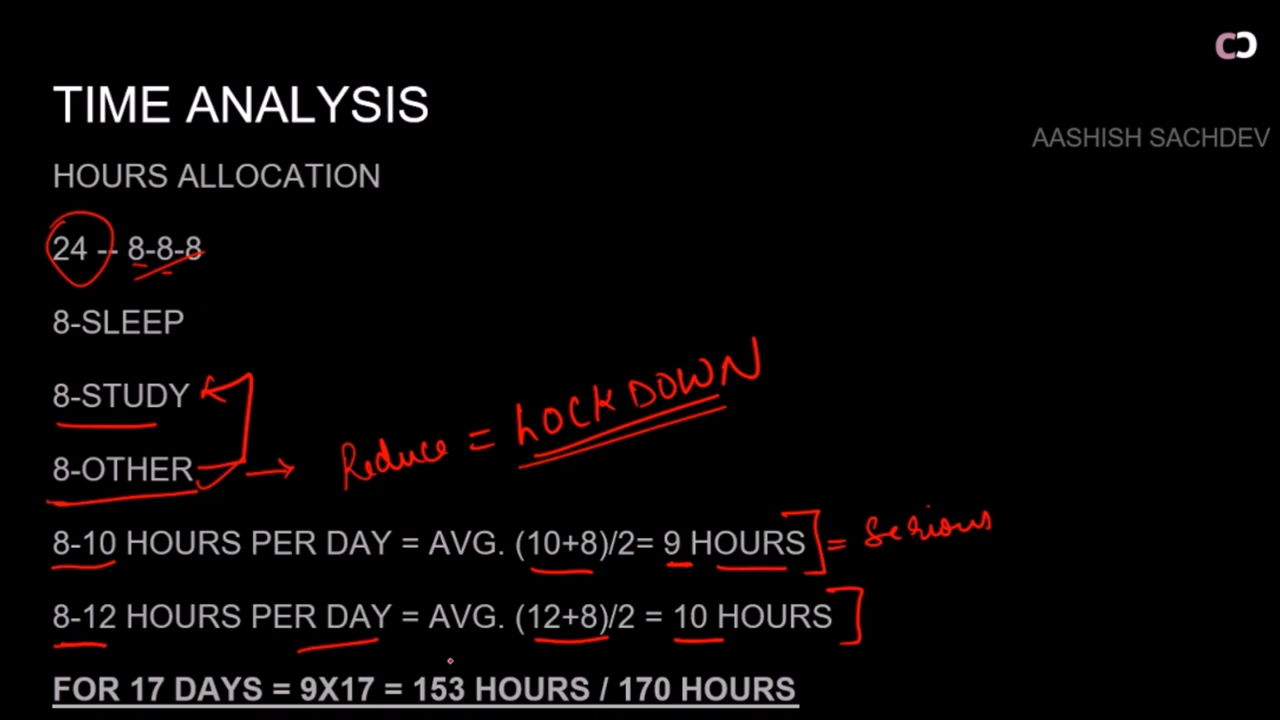 TIME ANALYSIS
AASHISH SACHDEV
HOURS ALLOCATION
24 -- 8-8-8
8-SLEEP
8-STUDY
8-OTHER → Reduce = LOCKDOWN
8-10 HOURS PER DAY = AVG. (10+8)/2= 9 HOURS] = Serious
8-12 HOURS PER DAY = AVG. (12+8)/2 = 10 HOURS]
FOR 17 DAYS = 9X17 = 153 HOURS / 170 HOURS